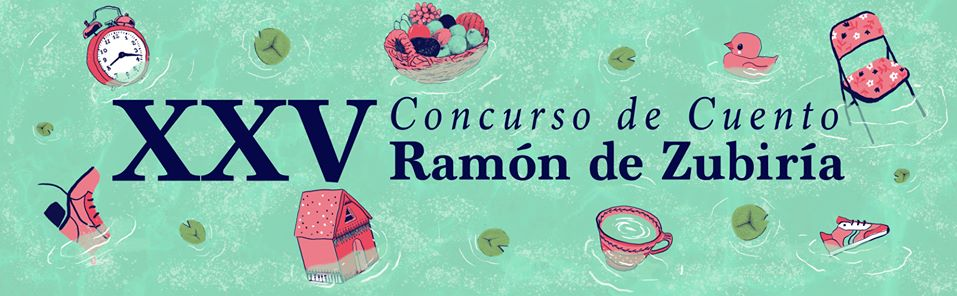 XXV
Concurso de Cuento
Ramón de Zubiría